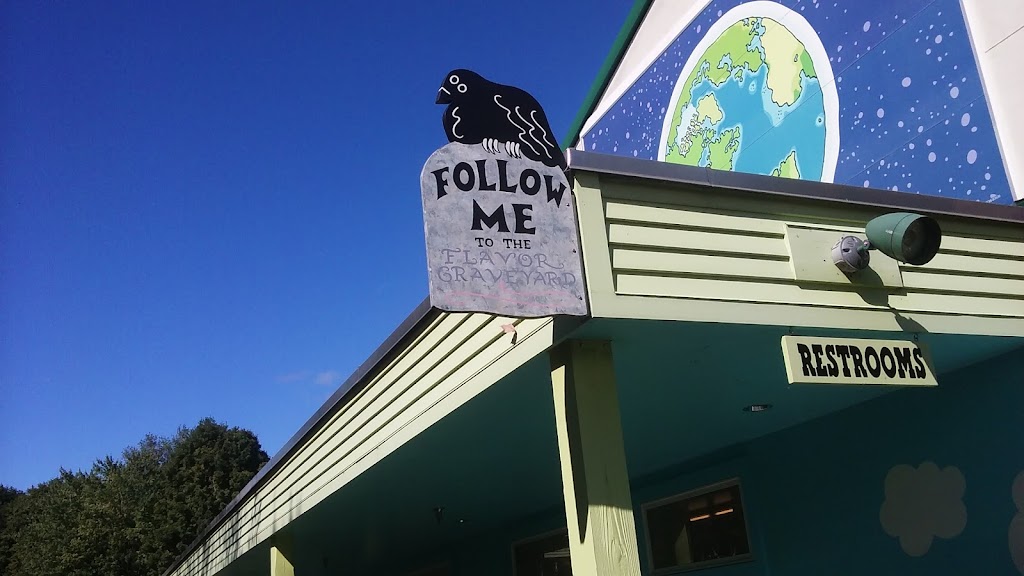 FOLLOW
ME
TO THE
FLAVOR
GRAVEYARD
RESTROOMS